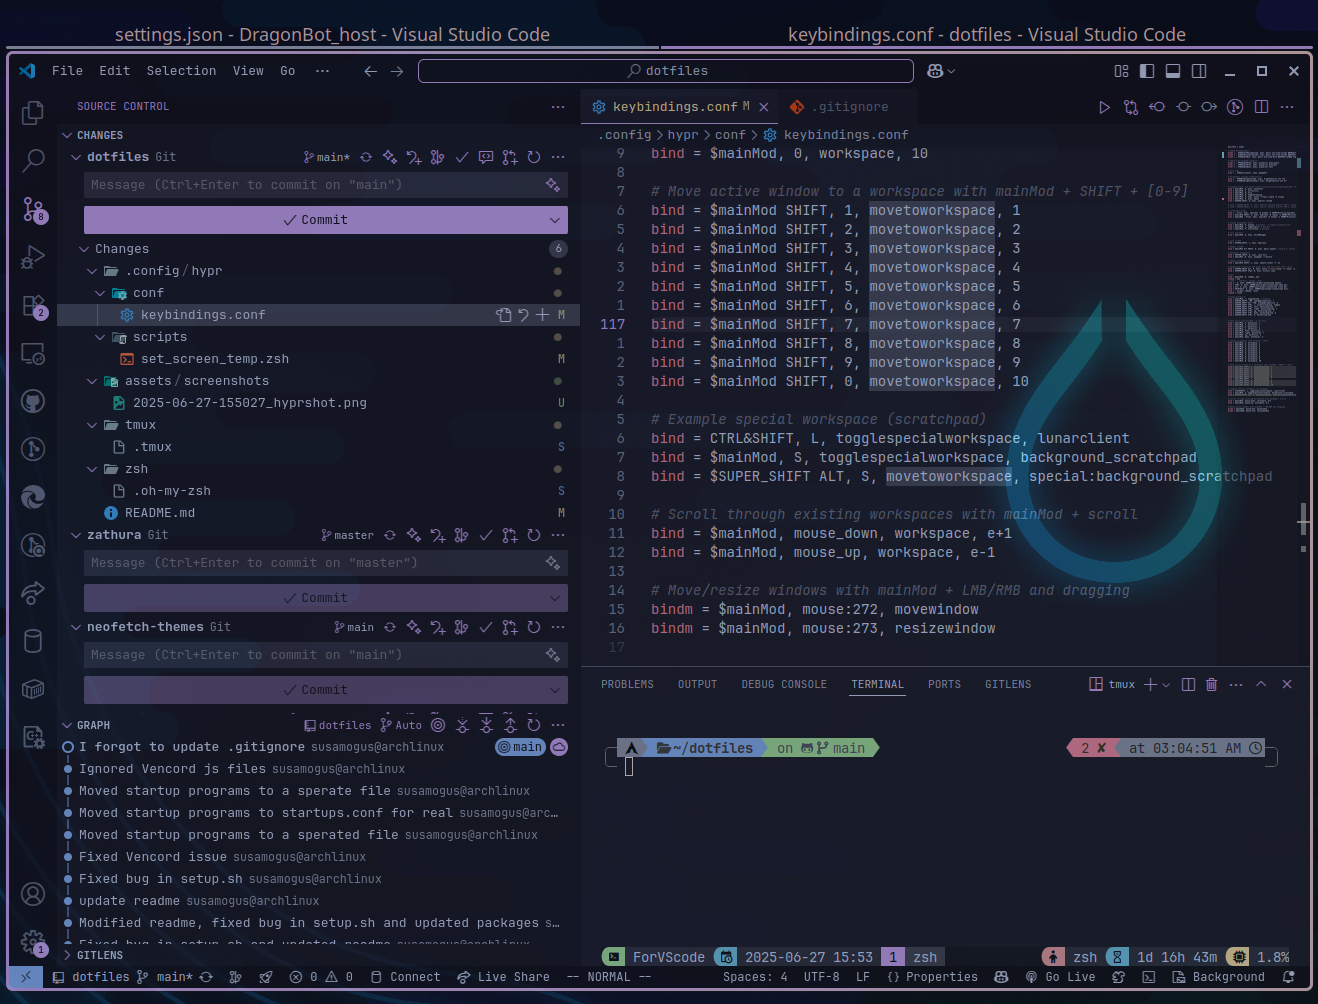 settings.json - DragonBot_host - Visual Studio Code
keybindings.conf - dotfiles - Visual Studio Code
File Edit Selection View Go ···
dotfiles
SOURCE CONTROL
CHANGES
dotfiles Git main*
Message (Ctrl+Enter to commit on "main")
Commit
Changes 6
.config/hypr
conf
keybindings.conf M
scripts
set_screen_temp.zsh M
assets/screenshots
2025-06-27-155027_hyprshot.png U
tmux
.tmux S
zsh
.oh-my-zsh S
README.md M
zathura Git master
Message (Ctrl+Enter to commit on "master")
Commit
neofetch-themes Git main
Message (Ctrl+Enter to commit on "main")
Commit
GRAPH dotfiles Auto
I forgot to update .gitignore susamogus@archlinux main
Ignored Vencord js files susamogus@archlinux
Moved startup programs to a sperate file susamogus@archlinux
Moved startup programs to startups.conf for real susamogus@arc…
Moved startup programs to a sperated file susamogus@archlinux
Fixed Vencord issue susamogus@archlinux
Fixed bug in setup.sh susamogus@archlinux
update readme susamogus@archlinux
Modified readme, fixed bug in setup.sh and updated packages s…
Fixed bug in setup.sh and updated readme susamogus@archlinux
GITLENS
8
2
1
keybindings.conf M
.gitignore
.config > hypr > conf > keybindings.conf
9 bind = $mainMod, 0, workspace, 10
8
7 # Move active window to a workspace with mainMod + SHIFT + [0-9]
6 bind = $mainMod SHIFT, 1, movetoworkspace, 1
5 bind = $mainMod SHIFT, 2, movetoworkspace, 2
4 bind = $mainMod SHIFT, 3, movetoworkspace, 3
3 bind = $mainMod SHIFT, 4, movetoworkspace, 4
2 bind = $mainMod SHIFT, 5, movetoworkspace, 5
1 bind = $mainMod SHIFT, 6, movetoworkspace, 6
117 bind = $mainMod SHIFT, 7, movetoworkspace, 7
1 bind = $mainMod SHIFT, 8, movetoworkspace, 8
2 bind = $mainMod SHIFT, 9, movetoworkspace, 9
3 bind = $mainMod SHIFT, 0, movetoworkspace, 10
4
5 # Example special workspace (scratchpad)
6 bind = CTRL&SHIFT, L, togglespecialworkspace, lunarclient
7 bind = $mainMod, S, togglespecialworkspace, background_scratchpad
8 bind = $SUPER_SHIFT ALT, S, movetoworkspace, special:background_scratchpad
9
10 # Scroll through existing workspaces with mainMod + scroll
11 bind = $mainMod, mouse_down, workspace, e+1
12 bind = $mainMod, mouse_up, workspace, e-1
13
14 # Move/resize windows with mainMod + LMB/RMB and dragging
15 bindm = $mainMod, mouse:272, movewindow
16 bindm = $mainMod, mouse:273, resizewindow
17
PROBLEMS OUTPUT DEBUG CONSOLE TERMINAL PORTS GITLENS tmux
~/dotfiles on main 2 ✘ at 03:04:51 AM
ForVScode 2025-06-27 15:53 1 zsh zsh 1d 16h 43m 1.8%
dotfiles main* 0 0 Connect Live Share -- NORMAL -- Spaces: 4 UTF-8 LF {} Properties Go Live Background